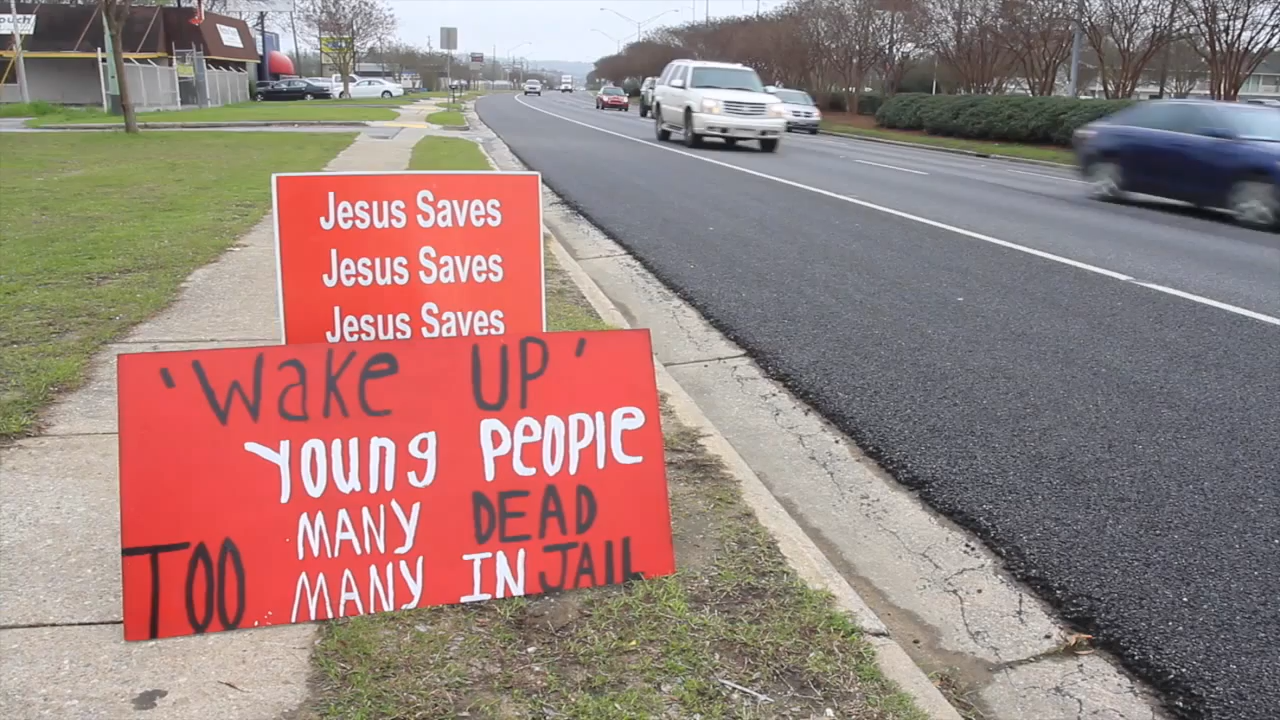 Jesus Saves
Jesus Saves
Jesus Saves
'Wake UP'
Young PEOPlE
MANY DEAD
TOO MANY IN JAIL